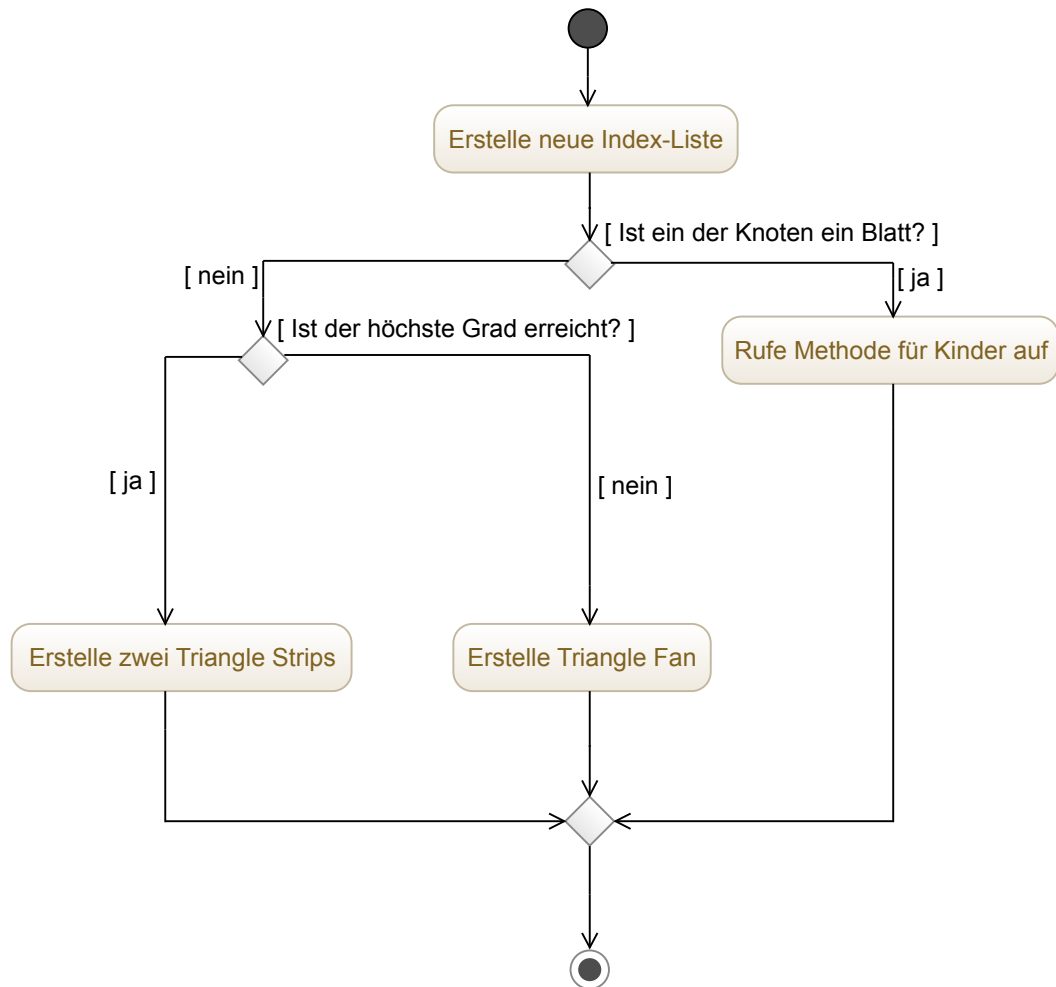 Erstelle neue Index-Liste
[ Ist ein der Knoten ein Blatt? ]
[ nein ]
[ ja ]
[ Ist der höchste Grad erreicht? ]
Rufe Methode für Kinder auf
[ ja ]
[ nein ]
Erstelle zwei Triangle Strips
Erstelle Triangle Fan